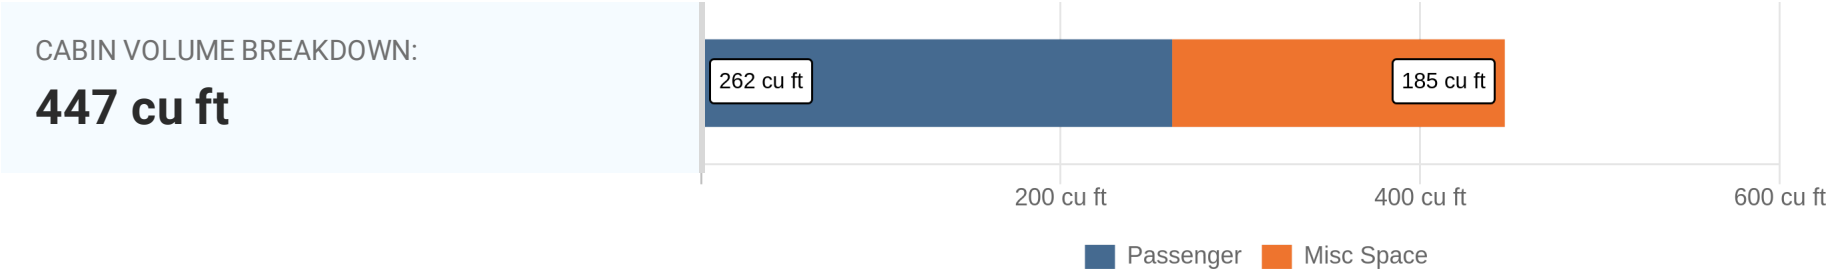 CABIN VOLUME BREAKDOWN:
447 cu ft
262 cu ft
185 cu ft
200 cu ft
400 cu ft
600 cu ft
Passenger
Misc Space